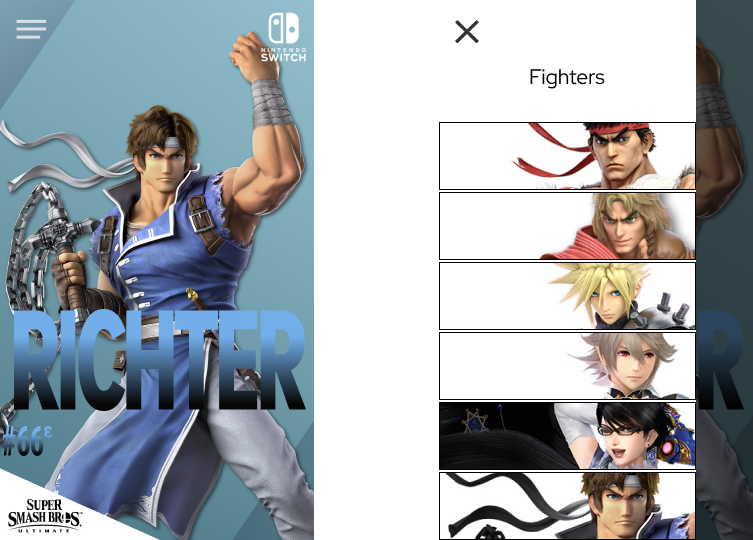 NINTENDO
SWITCH
RICHTER
#66ε
SUPER
SMASH BROS.
ULTIMATE
Fighters
R